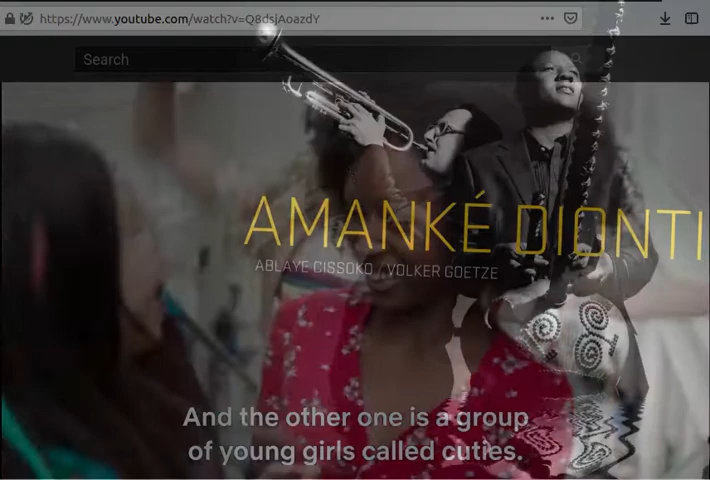 https://www.youtube.com/watch?v=Q8dsjAoazdY
Search
AMANKÉ DIONTI
ABLAYE CISSOKO / VOLKER GOETZE
And the other one is a group
of young girls called cuties.